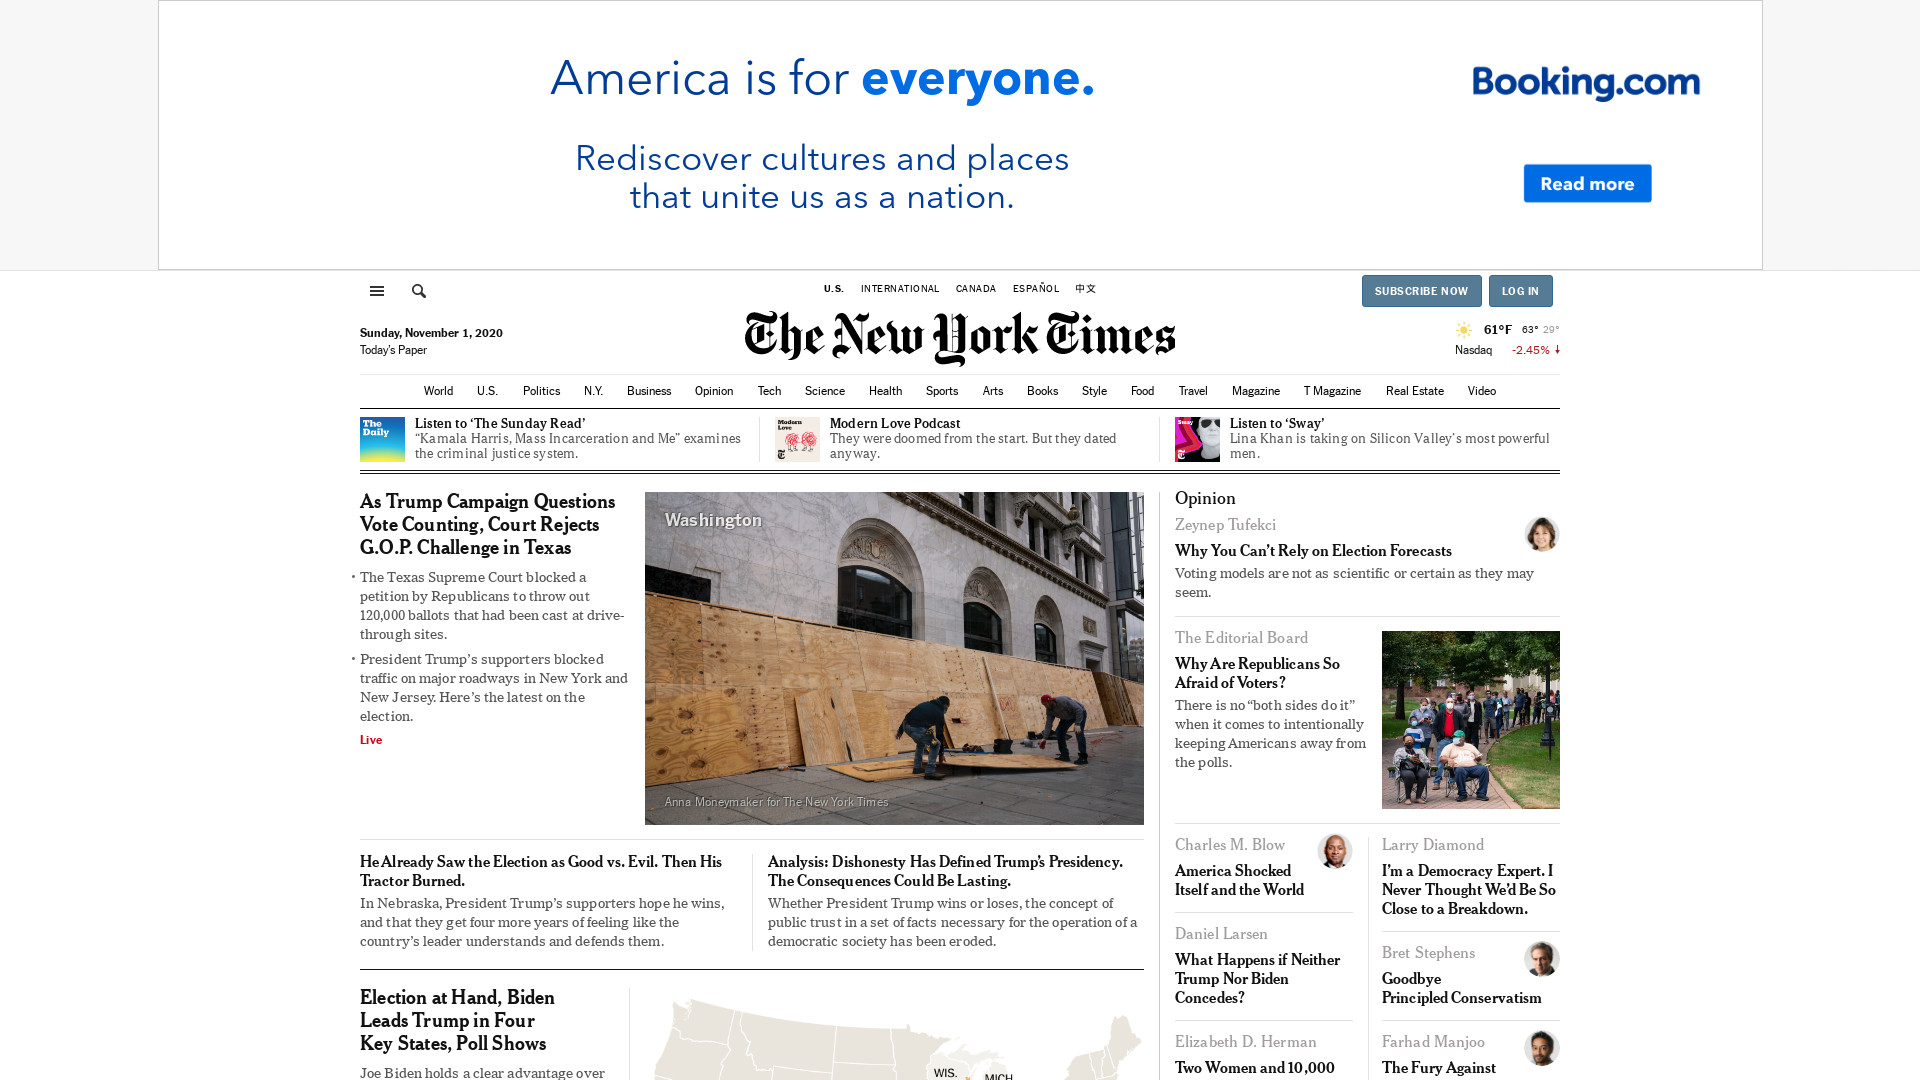 America is for everyone.
Booking.com
Rediscover cultures and places
that unite us as a nation.
Read more
U.S. INTERNATIONAL CANADA ESPAÑOL 中文
SUBSCRIBE NOW LOG IN
Sunday, November 1, 2020
Today's Paper
The New York Times
61°F 63° 29°
Nasdaq -2.45%
World U.S. Politics N.Y. Business Opinion Tech Science Health Sports Arts Books Style Food Travel Magazine T Magazine Real Estate Video
The
Daily
Listen to ‘The Sunday Read’
“Kamala Harris, Mass Incarceration and Me” examines
the criminal justice system.
Modern
Love
Modern Love Podcast
They were doomed from the start. But they dated
anyway.
Sway
Listen to ‘Sway’
Lina Khan is taking on Silicon Valley’s most powerful
men.
As Trump Campaign Questions
Vote Counting, Court Rejects
G.O.P. Challenge in Texas
• The Texas Supreme Court blocked a
petition by Republicans to throw out
120,000 ballots that had been cast at drive-
through sites.
• President Trump’s supporters blocked
traffic on major roadways in New York and
New Jersey. Here’s the latest on the
election.
Live
Washington
Anna Moneymaker for The New York Times
He Already Saw the Election as Good vs. Evil. Then His
Tractor Burned.
In Nebraska, President Trump’s supporters hope he wins,
and that they get four more years of feeling like the
country’s leader understands and defends them.
Analysis: Dishonesty Has Defined Trump’s Presidency.
The Consequences Could Be Lasting.
Whether President Trump wins or loses, the concept of
public trust in a set of facts necessary for the operation of a
democratic society has been eroded.
Election at Hand, Biden
Leads Trump in Four
Key States, Poll Shows
Joe Biden holds a clear advantage over
WIS.
MICH
Opinion
Zeynep Tufekci
Why You Can’t Rely on Election Forecasts
Voting models are not as scientific or certain as they may
seem.
The Editorial Board
Why Are Republicans So
Afraid of Voters?
There is no “both sides do it”
when it comes to intentionally
keeping Americans away from
the polls.
Charles M. Blow
America Shocked
Itself and the World
Daniel Larsen
What Happens if Neither
Trump Nor Biden
Concedes?
Elizabeth D. Herman
Two Women and 10,000
Larry Diamond
I’m a Democracy Expert. I
Never Thought We’d Be So
Close to a Breakdown.
Bret Stephens
Goodbye
Principled Conservatism
Farhad Manjoo
The Fury Against